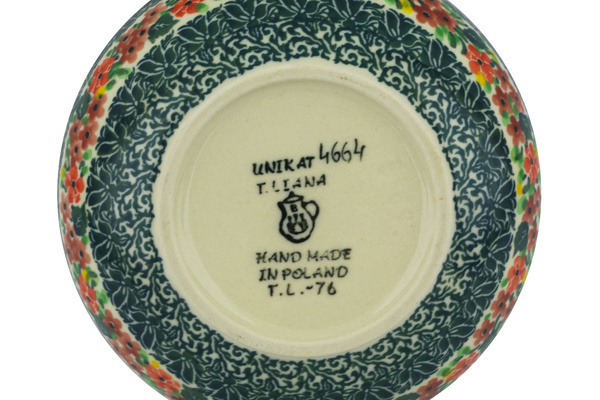 UNIKAT 4664
T.LIANA
B
HAND MADE
IN POLAND
T.L.-76